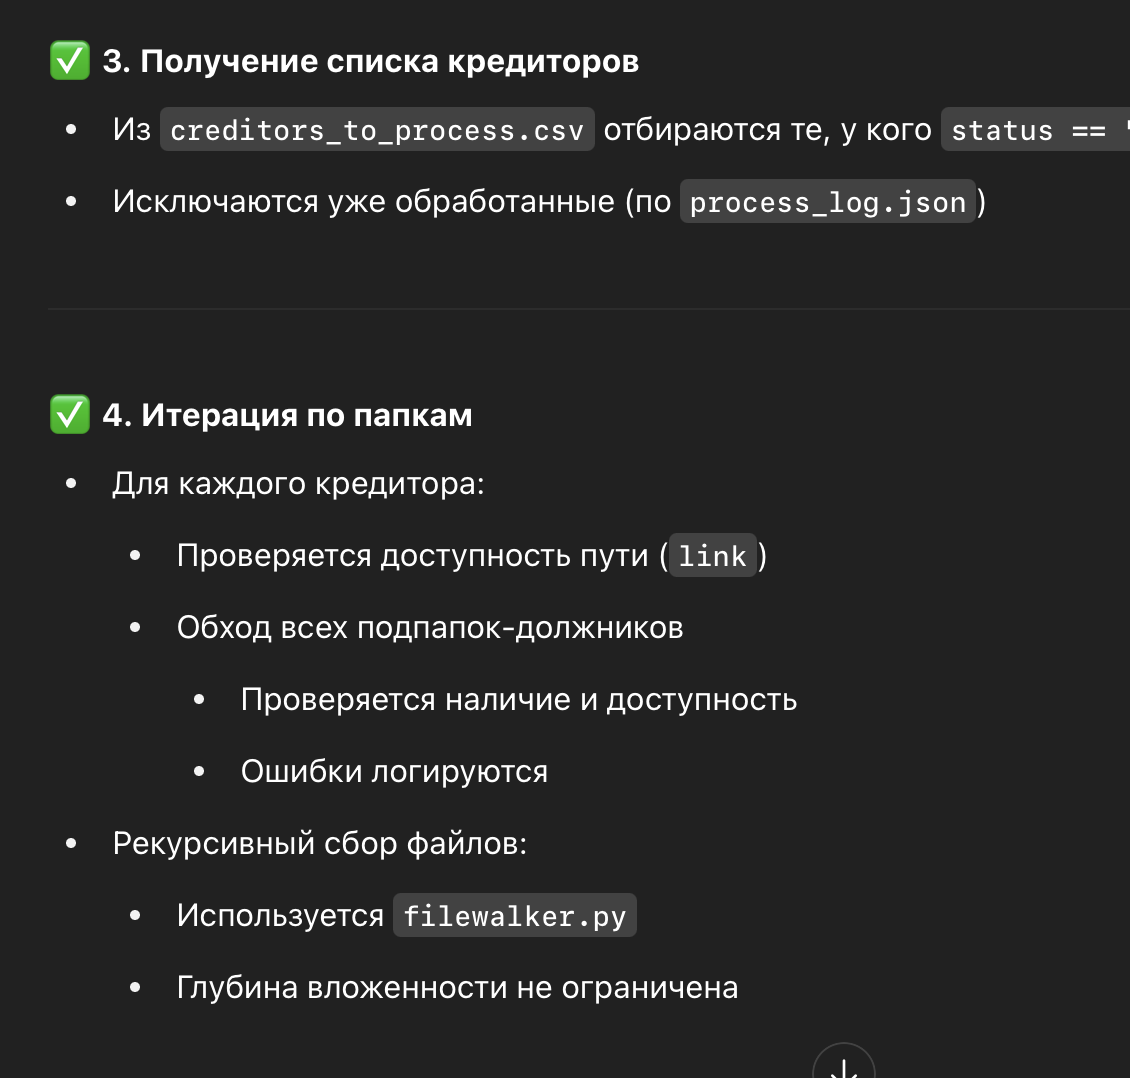 ✅ 3. Получение списка кредиторов
• Из creditors_to_process.csv отбираются те, у кого status == '
• Исключаются уже обработанные (по process_log.json)
✅ 4. Итерация по папкам
• Для каждого кредитора:
• Проверяется доступность пути (link)
• Обход всех подпапок-должников
• Проверяется наличие и доступность
• Ошибки логируются
• Рекурсивный сбор файлов:
• Используется filewalker.py
• Глубина вложенности не ограничена